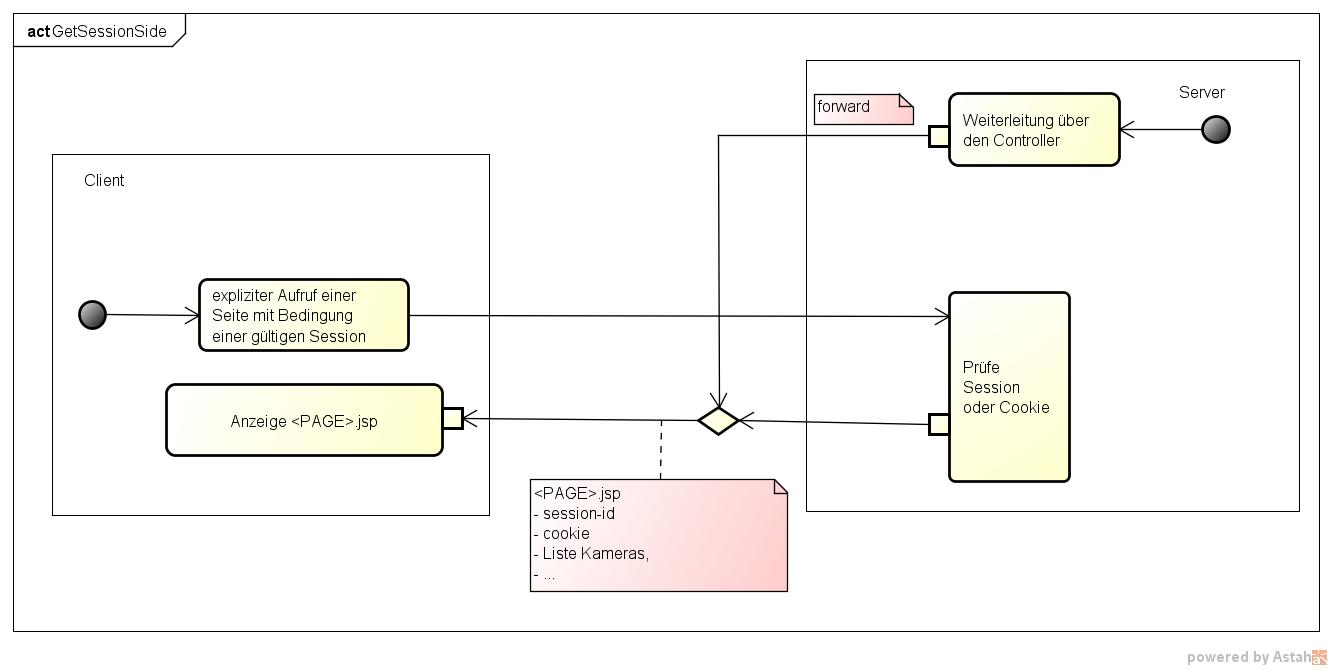 act GetSessionSide
Server
forward
Weiterleitung über
den Controller
Client
expliziter Aufruf einer
Seite mit Bedingung
einer gültigen Session
Prüfe
Session
oder Cookie
Anzeige <PAGE>.jsp
<PAGE>.jsp
- session-id
- cookie
- Liste Kameras,
- ...
powered by Astah